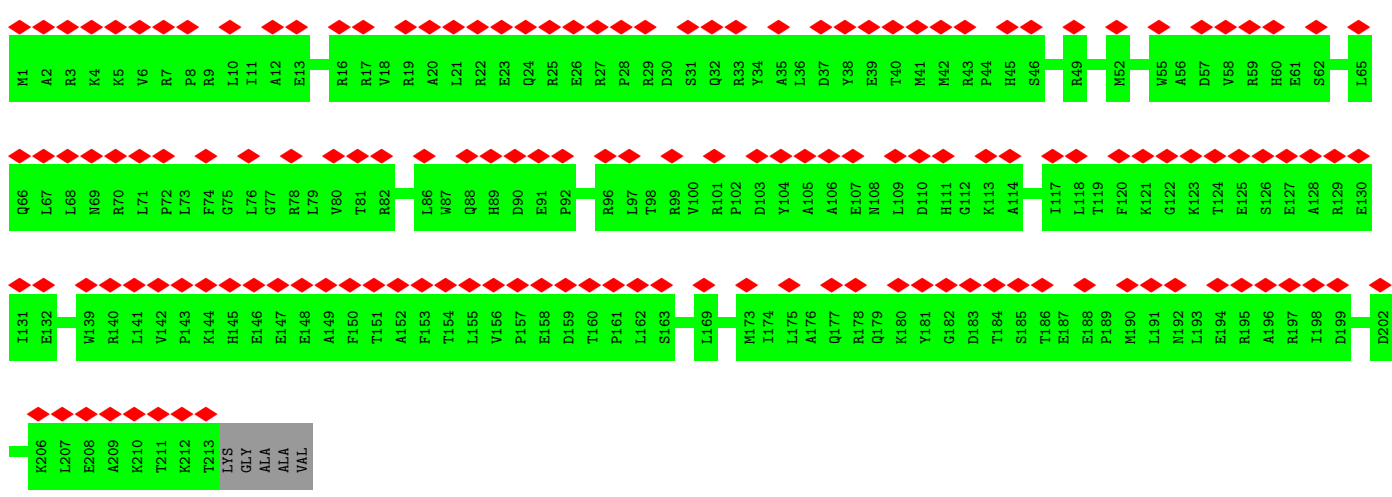 M1 A2 R3 K4 K5 V6 R7 P8 R9 L10 I11 A12 E13 R16 R17 V18 R19 A20 L21 R22 E23 Q24 R25 E26 R27 P28 R29 D30 S31 Q32 R33 Y34 A35 L36 D37 Y38 E39 T40 M41 M42 R43 P44 H45 S46 R49 M52 W55 A56 D57 V58 R59 H60 E61 S62 L65
Q66 L67 L68 N69 R70 L71 P72 L73 F74 G75 L76 G77 R78 L79 V80 T81 R82 L86 W87 Q88 H89 D90 E91 P92 R96 L97 T98 R99 V100 R101 P102 D103 Y104 A105 A106 E107 N108 L109 D110 H111 G112 K113 A114 I117 L118 T119 F120 K121 G122 K123 T124 E125 S126 E127 A128 R129 E130
I131 E132 W139 R140 L141 V142 P143 K144 H145 E146 E147 E148 A149 F150 T151 A152 F153 T154 L155 V156 P157 E158 D159 T160 P161 L162 S163 L169 M173 I174 L175 A176 Q177 R178 Q179 K180 Y181 G182 D183 T184 S185 T186 E187 E188 P189 M190 L191 N192 L193 E194 R195 A196 R197 I198 D199 D202
K206 L207 E208 A209 K210 T211 K212 T213 LYS GLY ALA ALA VAL